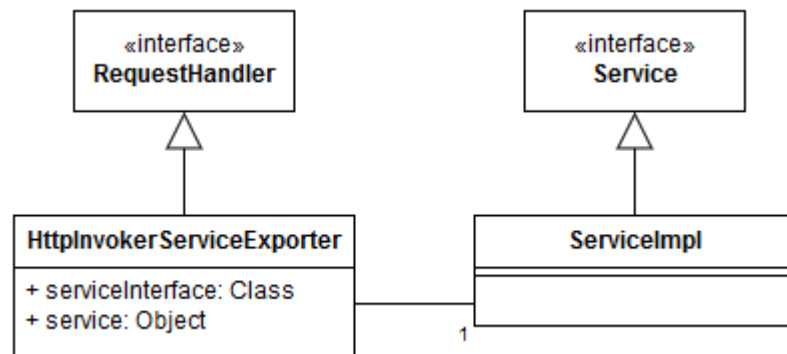 «interface»
RequestHandler
«interface»
Service
HttpInvokerServiceExporter
+ serviceInterface: Class
+ service: Object
ServiceImpl
1